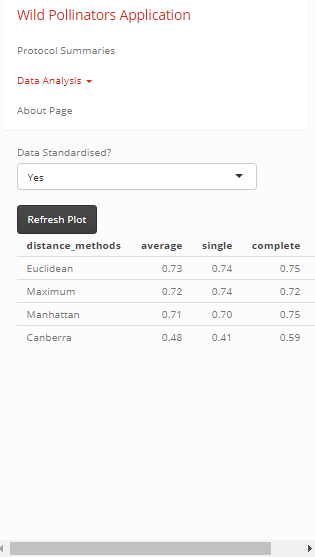 Wild Pollinators Application
Protocol Summaries
Data Analysis
About Page
Data Standardised?
Yes
Refresh Plot
distance_methods average single complete
Euclidean 0.73 0.74 0.75
Maximum 0.72 0.74 0.72
Manhattan 0.71 0.70 0.75
Canberra 0.48 0.41 0.59